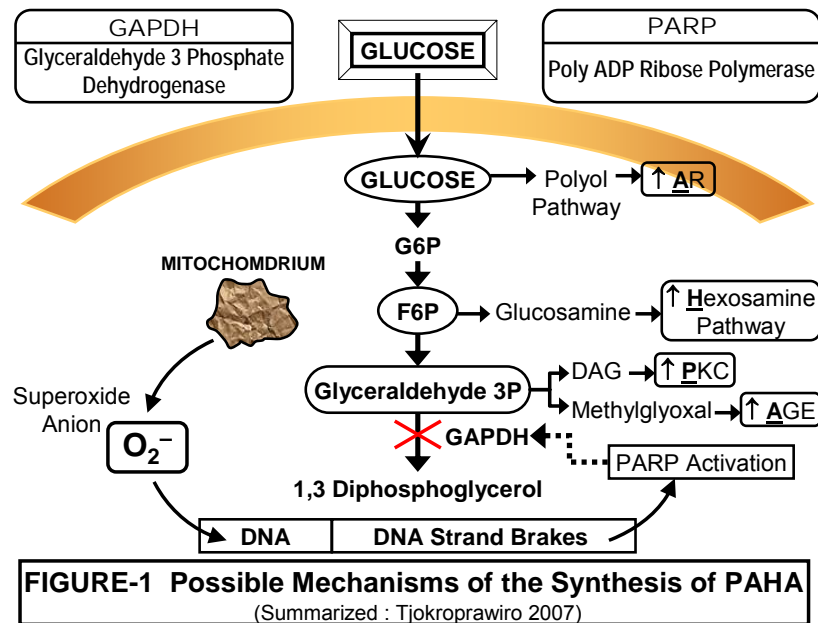 GAPDH
Glyceraldehyde 3 Phosphate
Dehydrogenase
GLUCOSE
PARP
Poly ADP Ribose Polymerase
GLUCOSE
Polyol
Pathway
↑ AR
G6P
MITOCHOMDRIUM
F6P
Glucosamine
↑ Hexosamine
Pathway
Superoxide
Anion
O₂⁻
Glyceraldehyde 3P
DAG
↑ PKC
Methylglyoxal
↑ AGE
GAPDH
PARP Activation
1,3 Diphosphoglycerol
DNA
DNA Strand Brakes
FIGURE-1 Possible Mechanisms of the Synthesis of PAHA
(Summarized : Tjokroprawiro 2007)